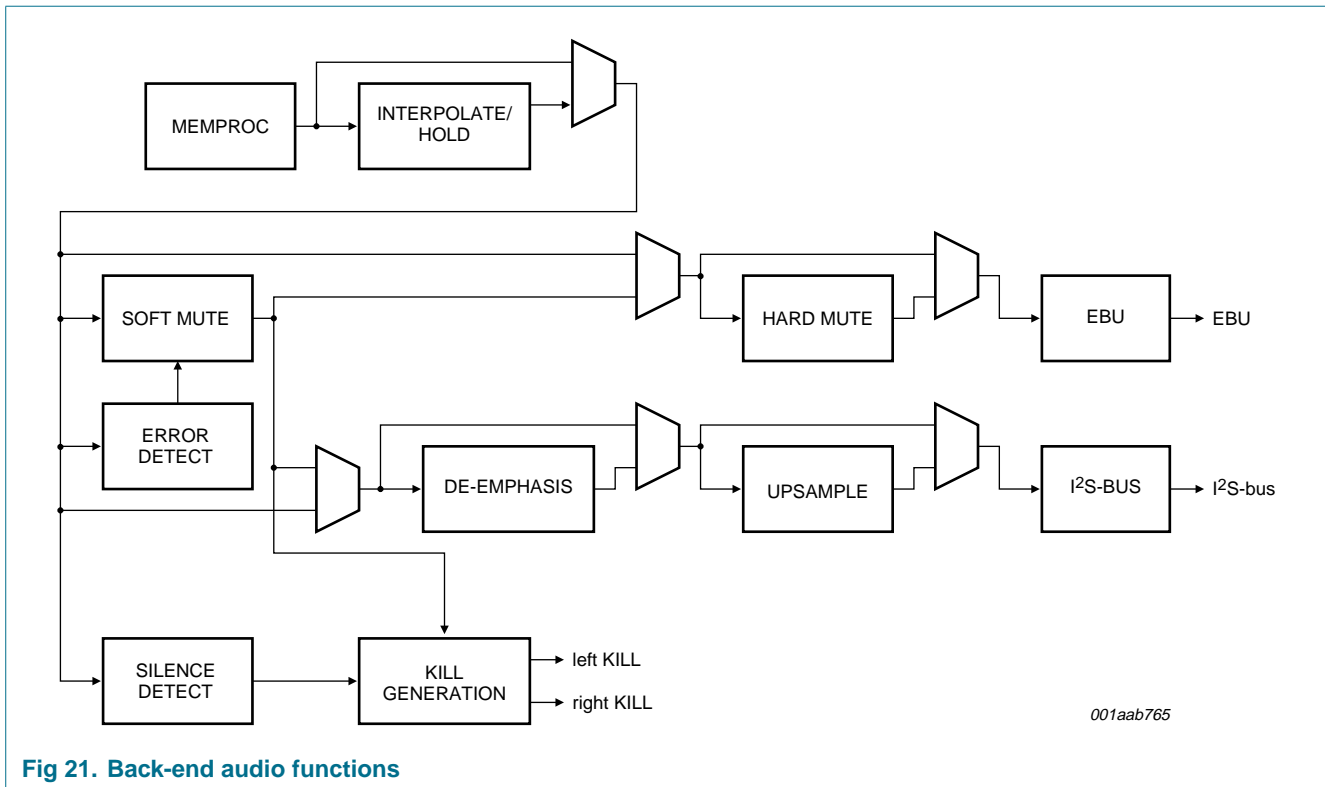 MEMPROC
INTERPOLATE/
HOLD
SOFT MUTE
HARD MUTE
EBU
EBU
ERROR
DETECT
DE-EMPHASIS
UPSAMPLE
I²S-BUS
I²S-bus
SILENCE
DETECT
KILL
GENERATION
left KILL
right KILL
001aab765
Fig 21. Back-end audio functions